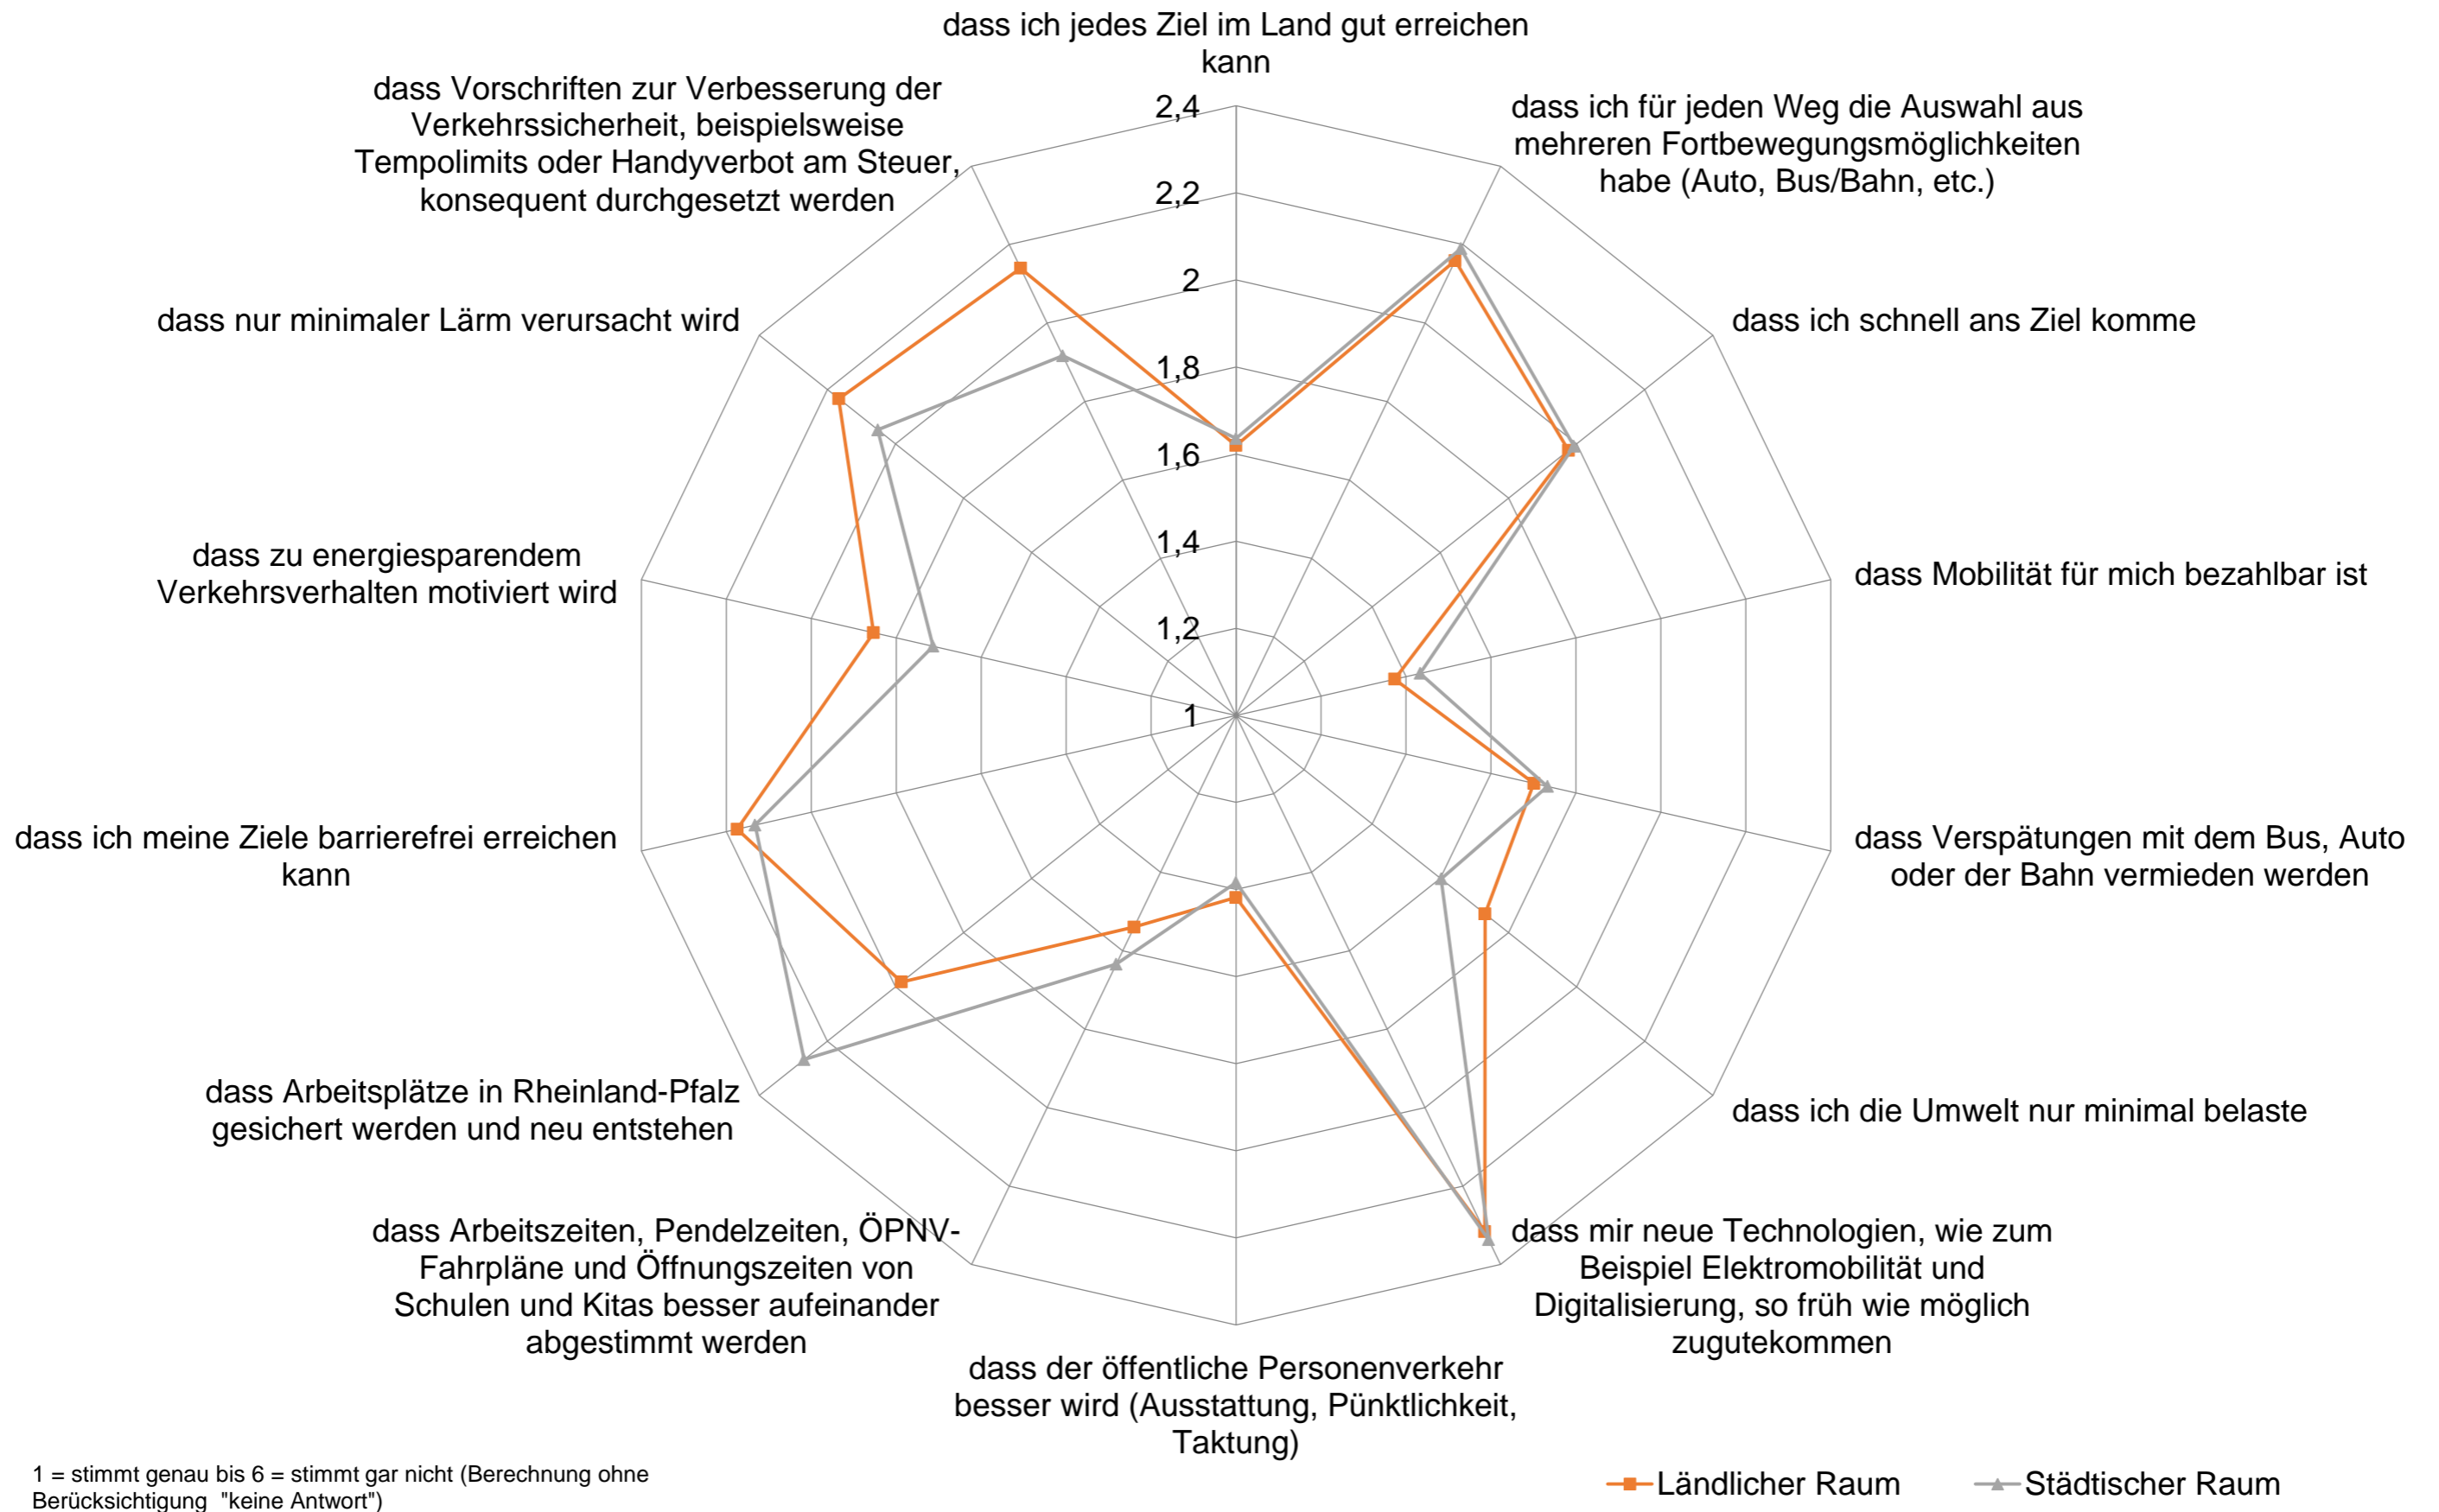 dass ich jedes Ziel im Land gut erreichen
kann
dass ich für jeden Weg die Auswahl aus
mehreren Fortbewegungsmöglichkeiten
habe (Auto, Bus/Bahn, etc.)
dass ich schnell ans Ziel komme
dass Mobilität für mich bezahlbar ist
dass Verspätungen mit dem Bus, Auto
oder der Bahn vermieden werden
dass ich die Umwelt nur minimal belaste
dass mir neue Technologien, wie zum
Beispiel Elektromobilität und
Digitalisierung, so früh wie möglich
zugutekommen
dass der öffentliche Personenverkehr
besser wird (Ausstattung, Pünktlichkeit,
Taktung)
dass Arbeitszeiten, Pendelzeiten, ÖPNV-
Fahrpläne und Öffnungszeiten von
Schulen und Kitas besser aufeinander
abgestimmt werden
dass Arbeitsplätze in Rheinland-Pfalz
gesichert werden und neu entstehen
dass ich meine Ziele barrierefrei erreichen
kann
dass zu energiesparendem
Verkehrsverhalten motiviert wird
dass nur minimaler Lärm verursacht wird
dass Vorschriften zur Verbesserung der
Verkehrssicherheit, beispielsweise
Tempolimits oder Handyverbot am Steuer,
konsequent durchgesetzt werden
2,4
2,2
2
1,8
1,6
1,4
1,2
1
1 = stimmt genau bis 6 = stimmt gar nicht (Berechnung ohne
Berücksichtigung "keine Antwort")
Ländlicher Raum
Städtischer Raum